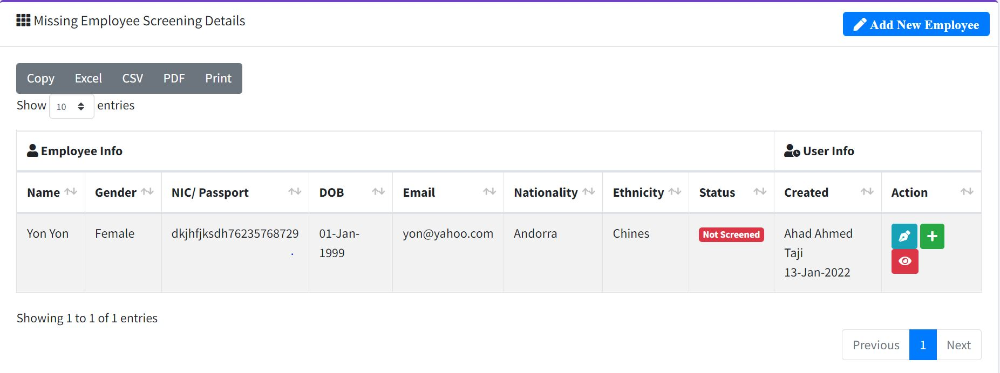 Missing Employee Screening Details
Add New Employee
Copy Excel CSV PDF Print
Show 10 entries
Employee Info User Info
Name Gender NIC/ Passport DOB Email Nationality Ethnicity Status Created Action
Yon Yon Female dkjhfjksdh76235768729 01-Jan- yon@yahoo.com Andorra Chines Not Screened Ahad Ahmed
1999 Taji
13-Jan-2022
Showing 1 to 1 of 1 entries
Previous 1 Next